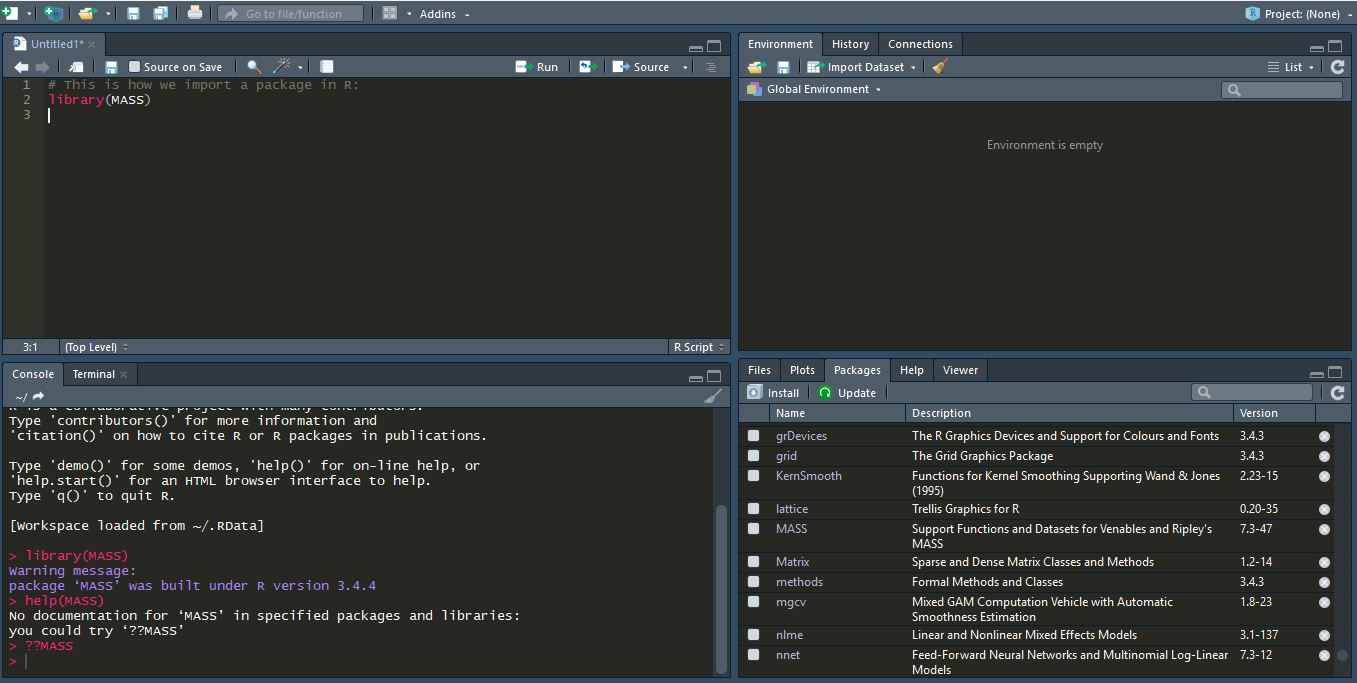 Go to file/function
Addins
Project: (None)
Untitled1*
Source on Save
Run
Source
1 # This is how we import a package in R:
2 library(MASS)
3
3:1 (Top Level)
R Script
Console Terminal
~/
R is a collaborative project with many contributors.
Type 'contributors()' for more information and
'citation()' on how to cite R or R packages in publications.
Type 'demo()' for some demos, 'help()' for on-line help, or
'help.start()' for an HTML browser interface to help.
Type 'q()' to quit R.
[Workspace loaded from ~/.RData]
> library(MASS)
Warning message:
package ‘MASS’ was built under R version 3.4.4
> help(MASS)
No documentation for ‘MASS’ in specified packages and libraries:
you could try ‘??MASS’
> ??MASS
>
Environment History Connections
Import Dataset
List
Global Environment
Environment is empty
Files Plots Packages Help Viewer
Install Update
Name Description Version
grDevices The R Graphics Devices and Support for Colours and Fonts 3.4.3
grid The Grid Graphics Package 3.4.3
KernSmooth Functions for Kernel Smoothing Supporting Wand & Jones 2.23-15
(1995)
lattice Trellis Graphics for R 0.20-35
MASS Support Functions and Datasets for Venables and Ripley's 7.3-47
MASS
Matrix Sparse and Dense Matrix Classes and Methods 1.2-14
methods Formal Methods and Classes 3.4.3
mgcv Mixed GAM Computation Vehicle with Automatic 1.8-23
Smoothness Estimation
nlme Linear and Nonlinear Mixed Effects Models 3.1-137
nnet Feed-Forward Neural Networks and Multinomial Log-Linear 7.3-12
Models